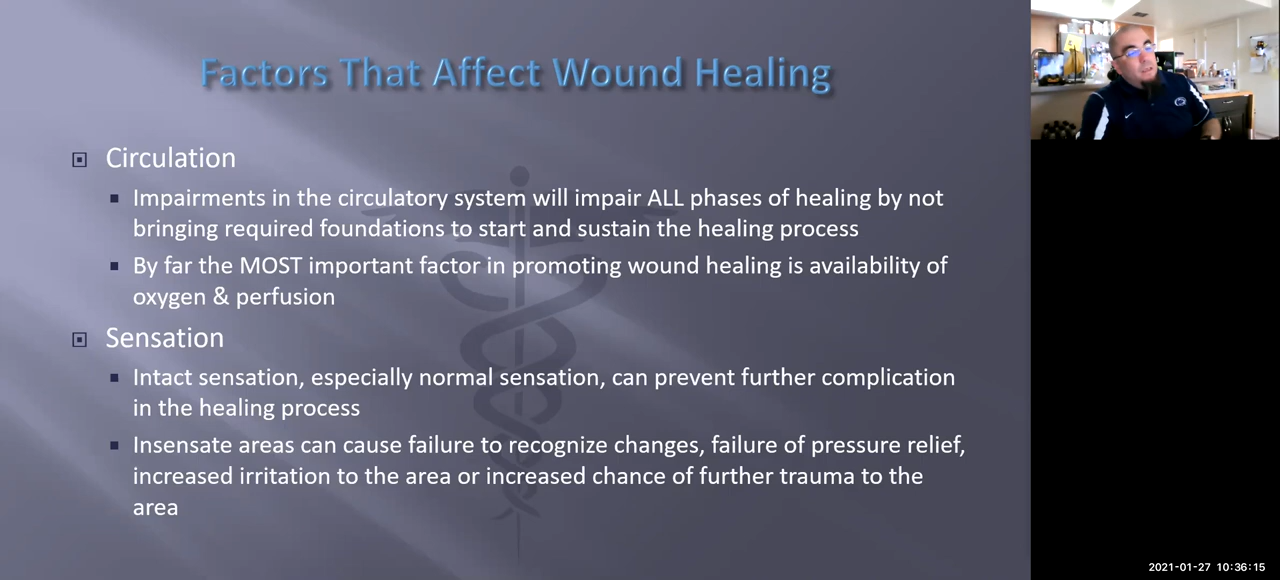 Factors That Affect Wound Healing
Circulation
Impairments in the circulatory system will impair ALL phases of healing by not
bringing required foundations to start and sustain the healing process
By far the MOST important factor in promoting wound healing is availability of
oxygen & perfusion
Sensation
Intact sensation, especially normal sensation, can prevent further complication
in the healing process
Insensate areas can cause failure to recognize changes, failure of pressure relief,
increased irritation to the area or increased chance of further trauma to the
area
2021-01-27 10:36:15